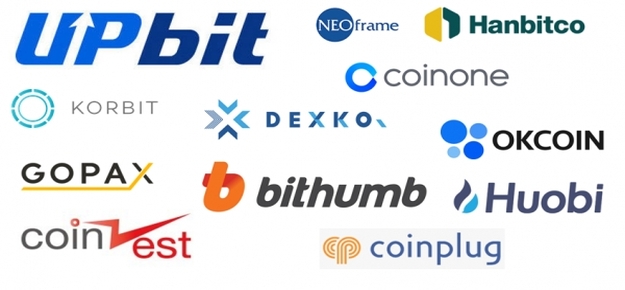 UPbit
NEOframe
Hanbitco
coinone
KORBIT
DEXKO
OKCOIN
GOPAX
bithumb
Huobi
coinvest
coinplug